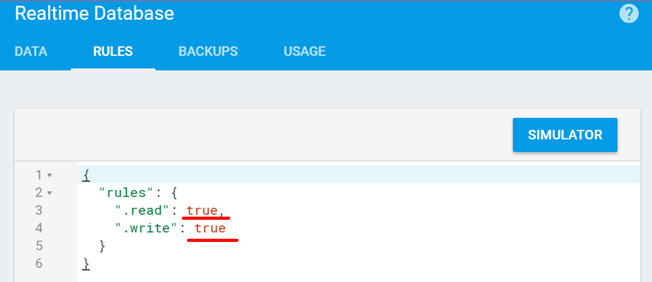 Realtime Database
?
DATA RULES BACKUPS USAGE
SIMULATOR
1 {
2 "rules": {
3 ".read": true,
4 ".write": true
5 }
6 }